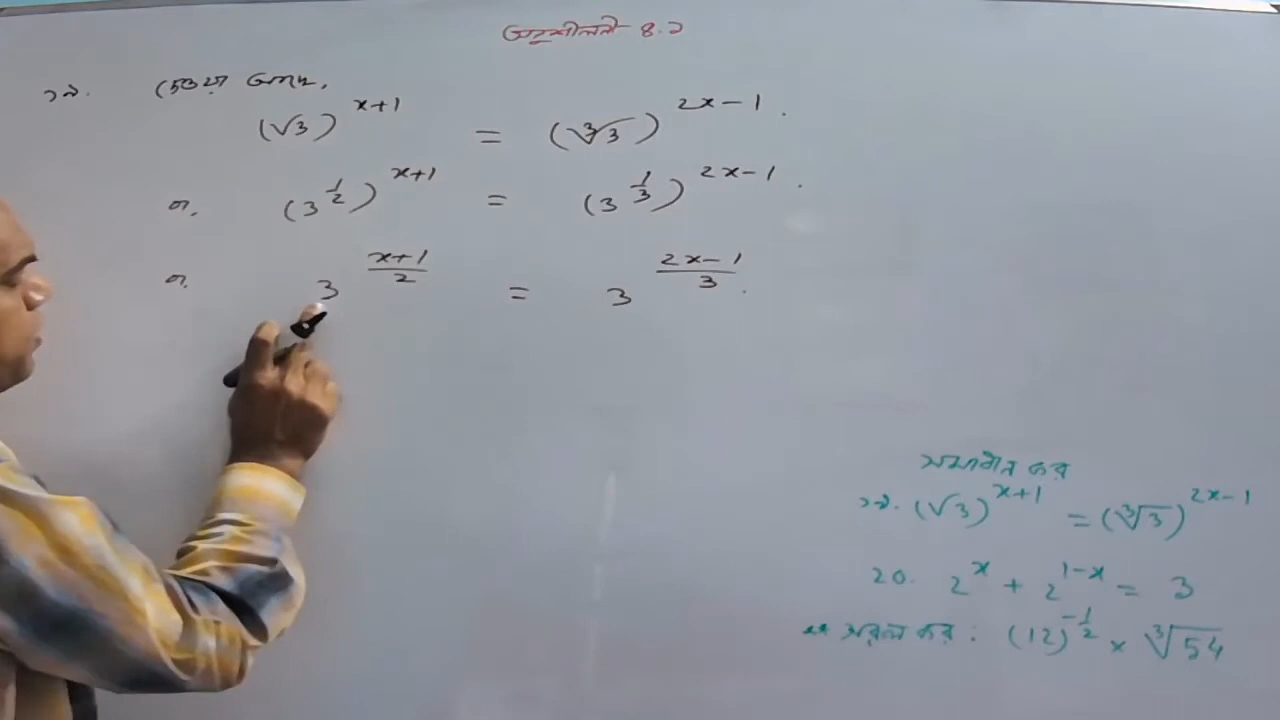 অনুশীলনী ৪.১
১৯. দেওয়া আছে,
(√3)^{x+1} = (∛3)^{2x-1}.
বা, (3^{1/2})^{x+1} = (3^{1/3})^{2x-1}.
বা 3^{(x+1)/2} = 3^{(2x-1)/3}.
সমাধান কর
১৯. (√3)^{x+1} = (∛3)^{2x-1}
20. 2^x + 2^{1-x} = 3
সরল কর : (12)^{-1/2} × ∛54